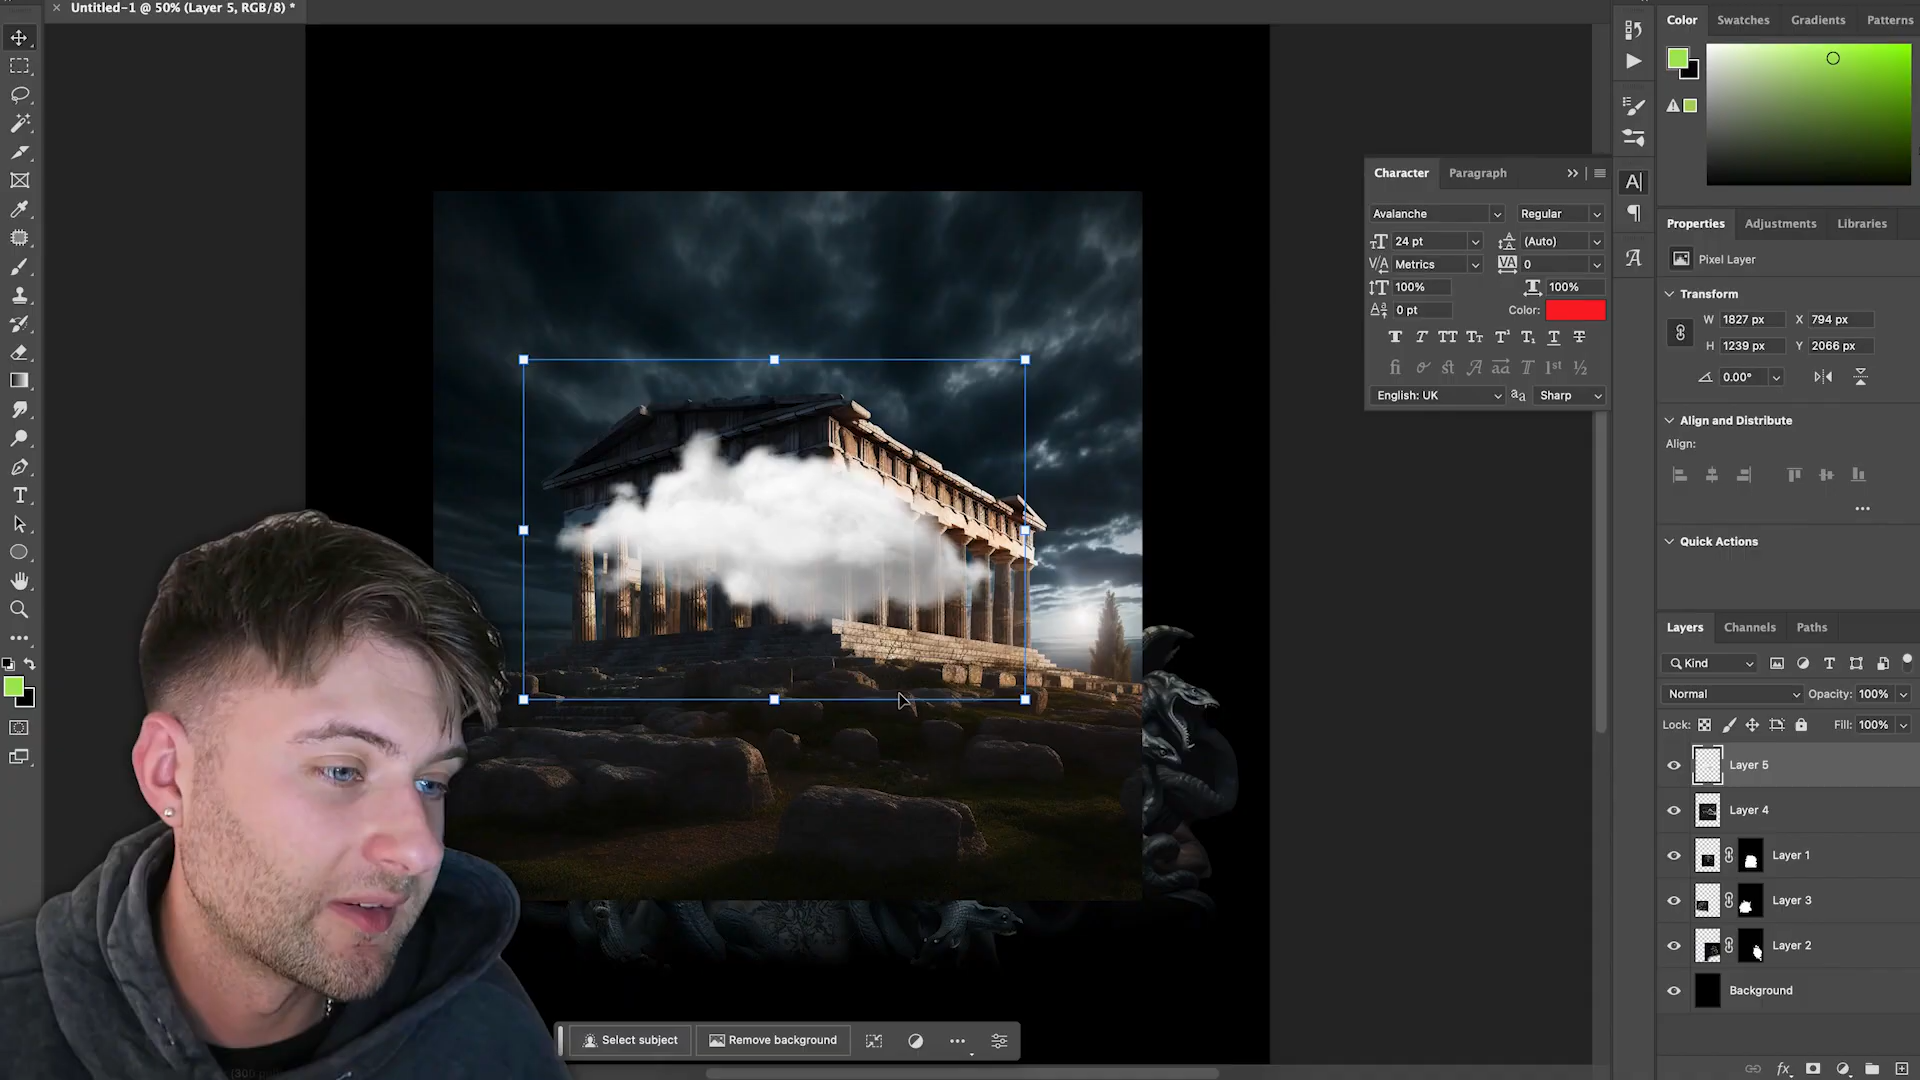 Untitled-1 @ 50% (Layer 5, RGB/8) *
Color
Swatches
Gradients
Patterns
Character
Paragraph
Avalanche
Regular
24 pt
(Auto)
Metrics
0
100%
100%
0 pt
Color:
English: UK
Sharp
Properties
Adjustments
Libraries
Pixel Layer
Transform
W 1827 px
X 794 px
H 1239 px
Y 2066 px
0.00°
Align and Distribute
Align:
Quick Actions
Layers
Channels
Paths
Kind
Normal
Opacity: 100%
Lock:
Fill: 100%
Layer 5
Layer 4
Layer 1
Layer 3
Layer 2
Background
Select subject
Remove background